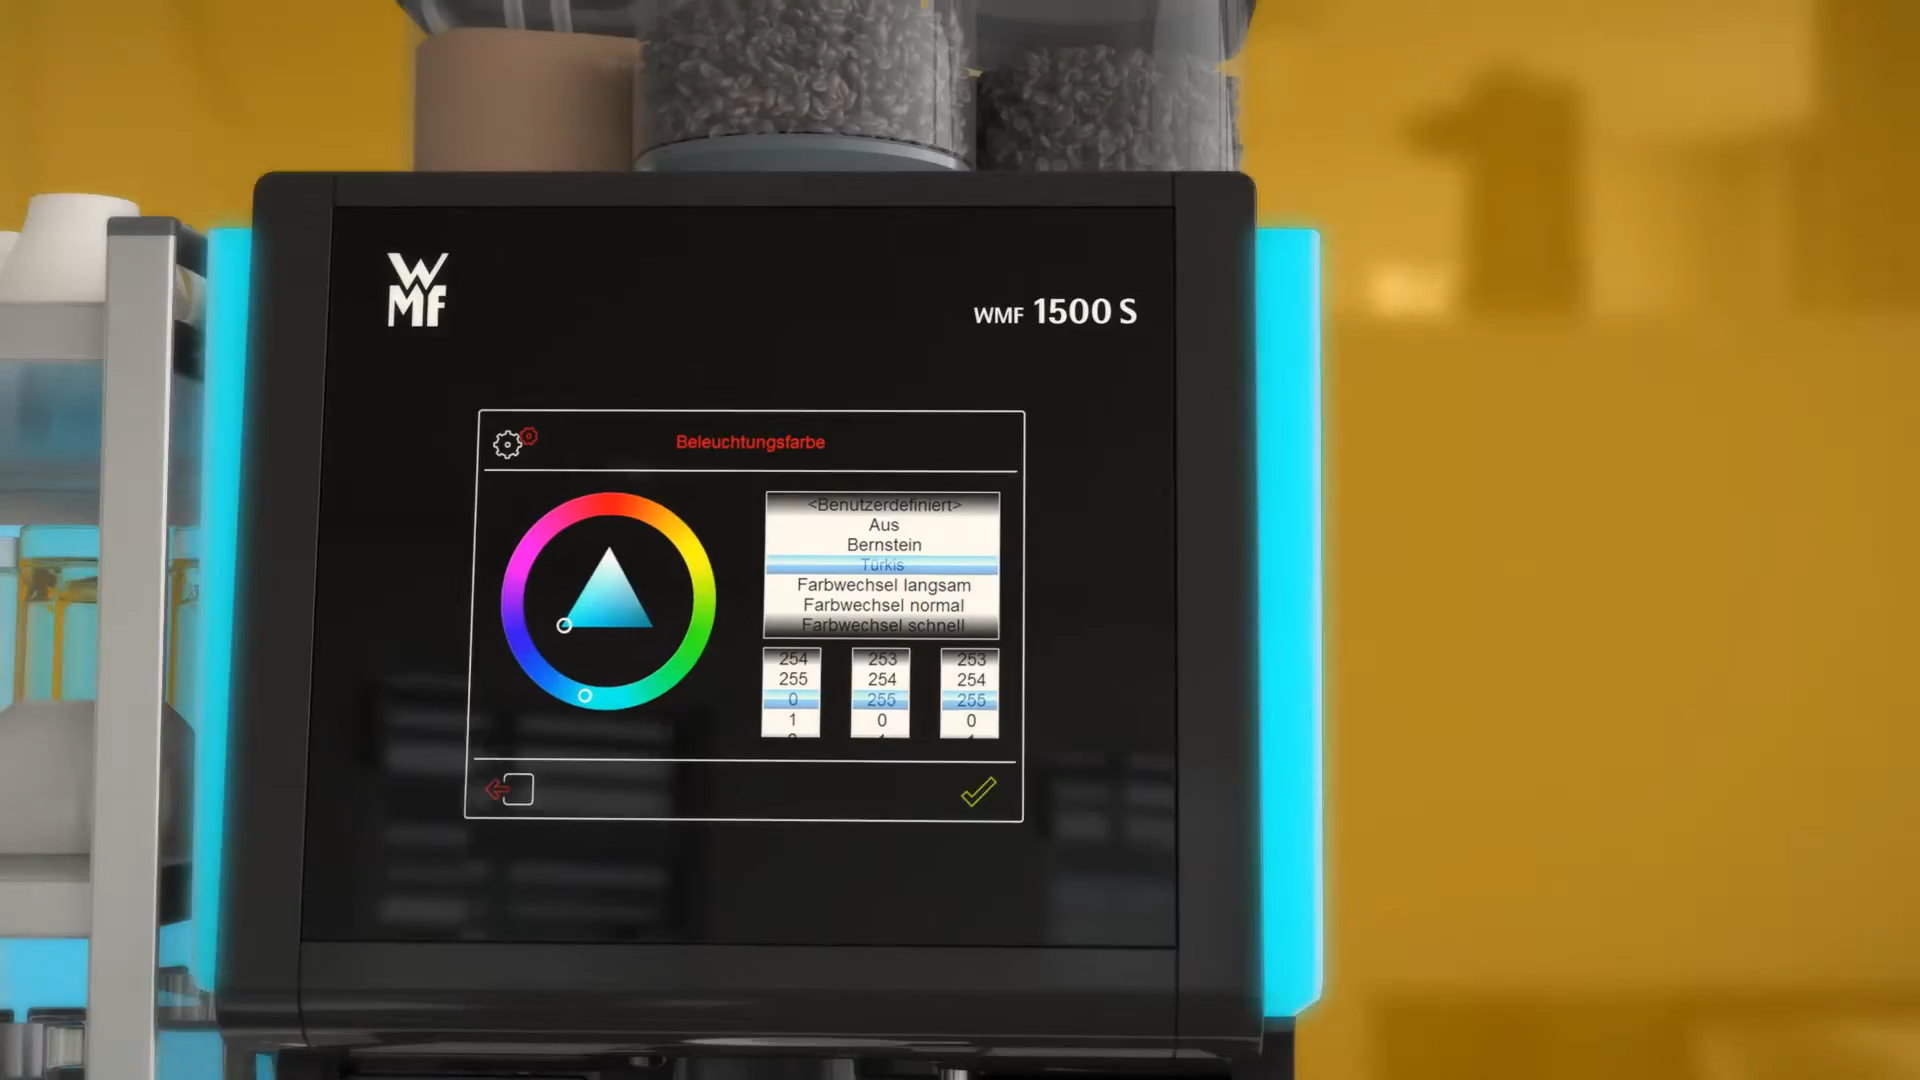 WMF
WMF 1500 S
Beleuchtungsfarbe
<Benutzerdefiniert>
Aus
Bernstein
Türkis
Farbwechsel langsam
Farbwechsel normal
Farbwechsel schnell
254 253 253
255 254 254
0 255 255
1 0 0